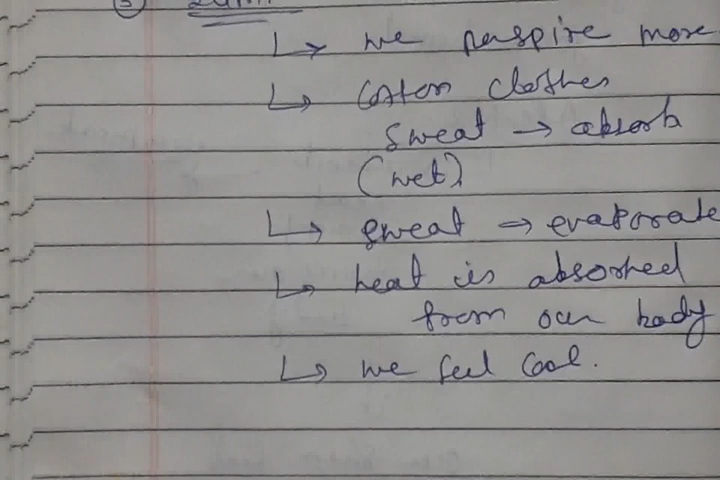 ③
↳ we perspire more
↳ Cotton clothes
sweat → absorb
(wet)
↳ sweat → evaporate
↳ heat is absorbed
from our body
↳ we feel cool.